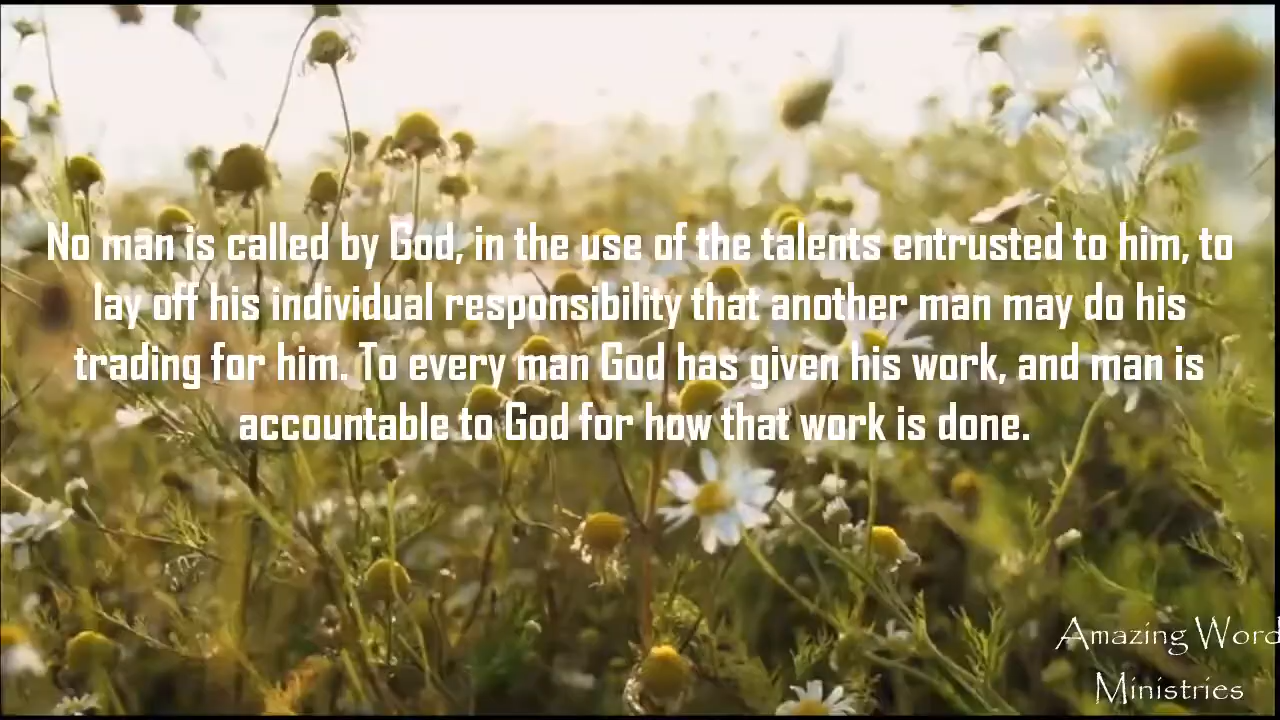 No man is called by God, in the use of the talents entrusted to him, to
lay off his individual responsibility that another man may do his
trading for him. To every man God has given his work, and man is
accountable to God for how that work is done.
Amazing Word
Ministries